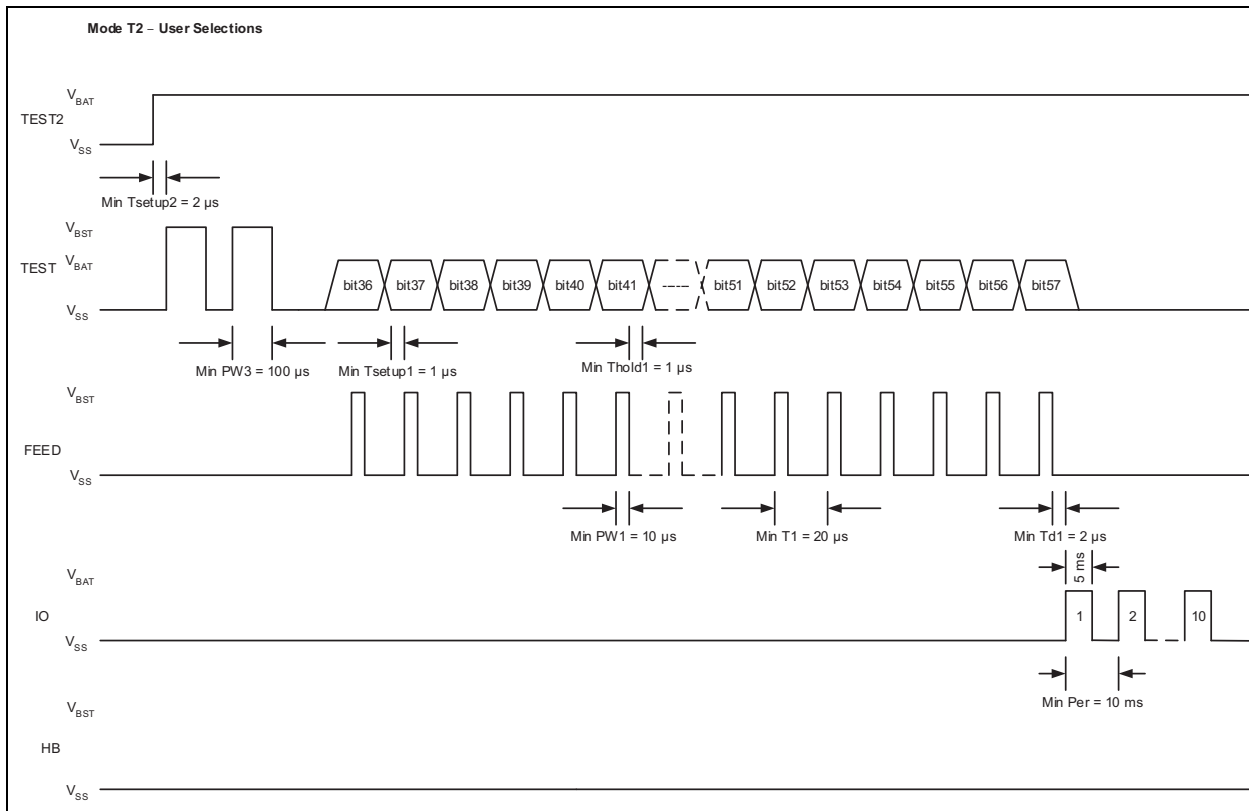 Mode T2 – User Selections
V_BAT
TEST2
V_SS
Min Tsetup2 = 2 µs
V_BST
TEST V_BAT
bit36 bit37 bit38 bit39 bit40 bit41 ----- bit51 bit52 bit53 bit54 bit55 bit56 bit57
V_SS
Min PW3 = 100 µs Min Tsetup1 = 1 µs Min Thold1 = 1 µs
V_BST
FEED
V_SS
Min PW1 = 10 µs Min T1 = 20 µs Min Td1 = 2 µs
V_BAT
5 ms
IO
1 2 10
V_SS
Min Per = 10 ms
V_BST
HB
V_SS